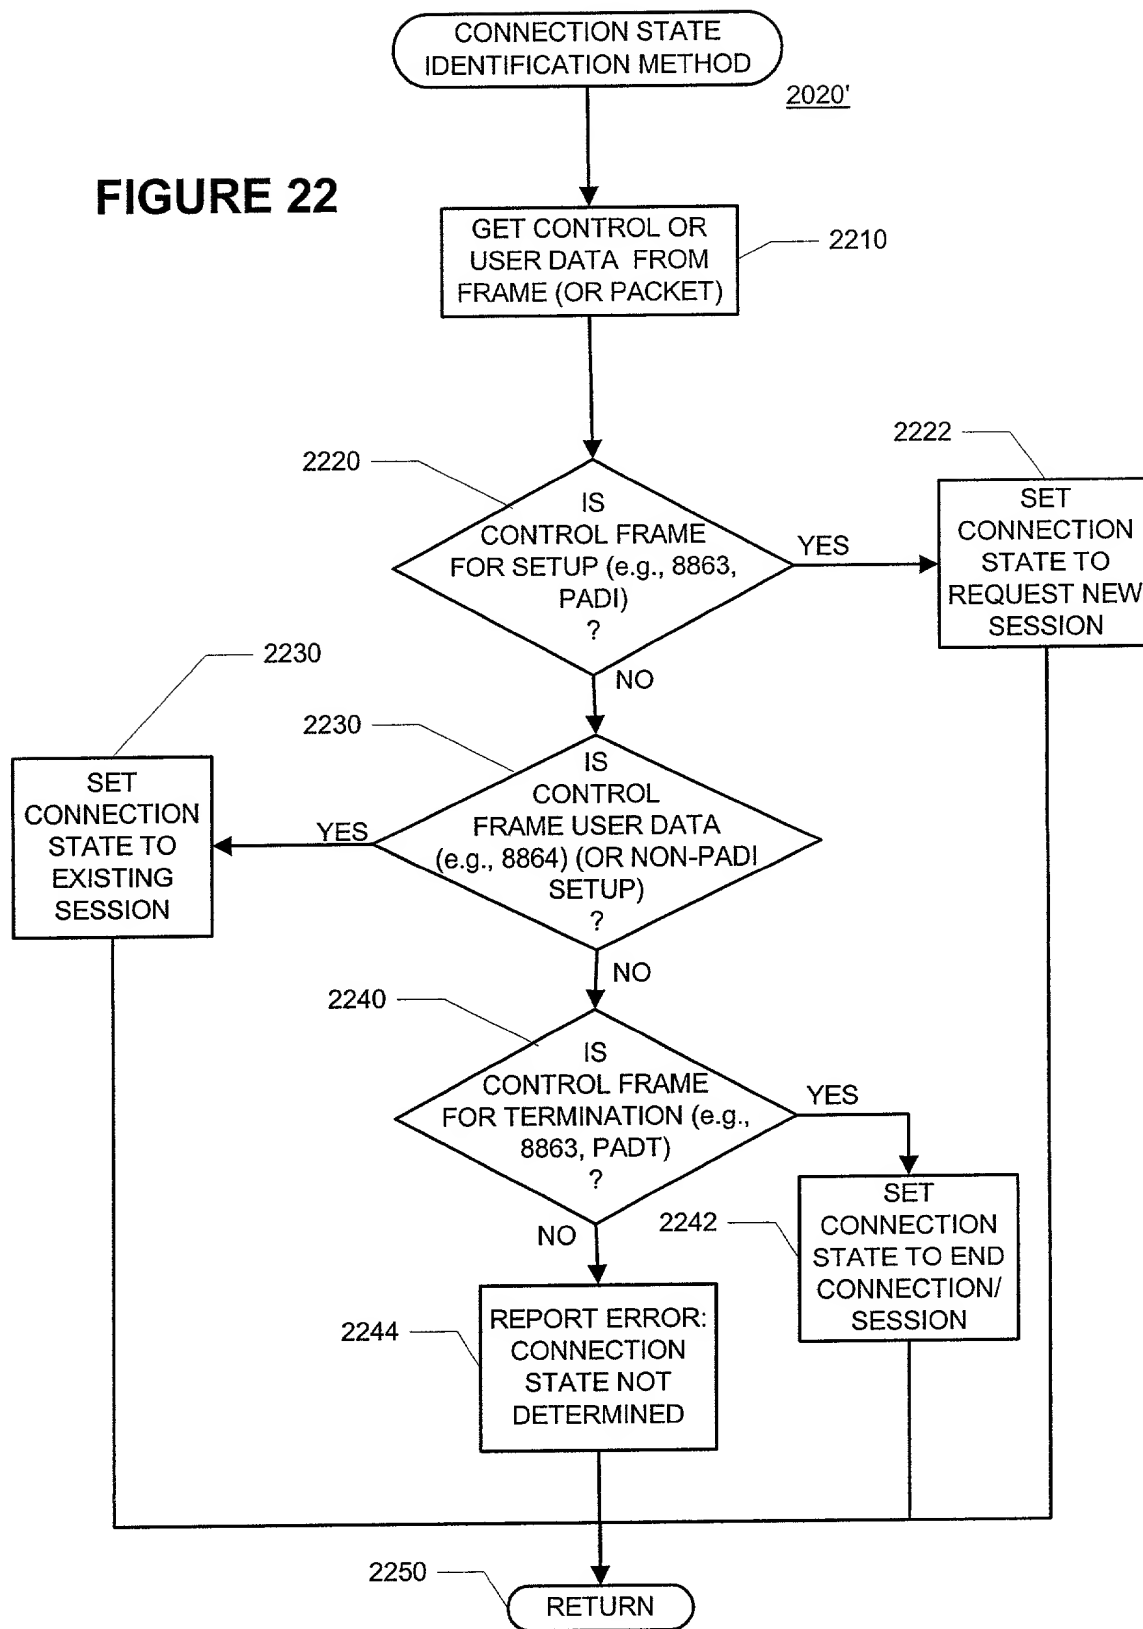 CONNECTION STATE
IDENTIFICATION METHOD
2020'
FIGURE 22
GET CONTROL OR
USER DATA FROM
FRAME (OR PACKET)
2210
2220
IS
CONTROL FRAME
FOR SETUP (e.g., 8863,
PADI)
?
YES
NO
2222
SET
CONNECTION
STATE TO
REQUEST NEW
SESSION
2230
SET
CONNECTION
STATE TO
EXISTING
SESSION
2230
IS
CONTROL
FRAME USER DATA
(e.g., 8864) (OR NON-PADI
SETUP)
?
YES
NO
2240
IS
CONTROL FRAME
FOR TERMINATION (e.g.,
8863, PADT)
?
YES
NO
2242
SET
CONNECTION
STATE TO END
CONNECTION/
SESSION
2244
REPORT ERROR:
CONNECTION
STATE NOT
DETERMINED
2250
RETURN